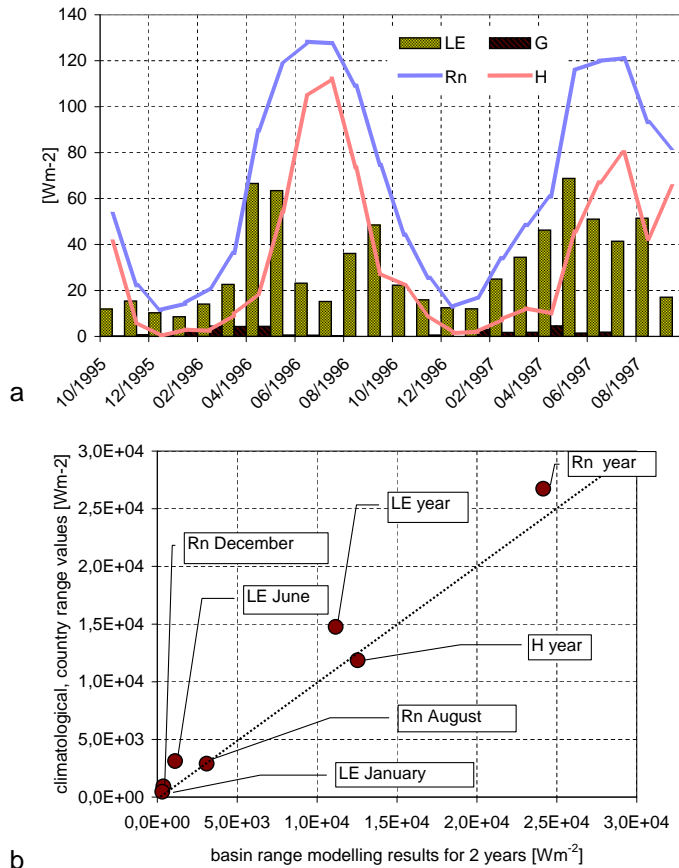 140
120
100
80
60
40
20
0
[Wm-2]
LE
G
Rn
H
10/1995
12/1995
02/1996
04/1996
06/1996
08/1996
10/1996
12/1996
02/1997
04/1997
06/1997
08/1997
a
3,0E+04
2,5E+04
2,0E+04
1,5E+04
1,0E+04
5,0E+03
0,0E+00
climatological, country range values [Wm-2]
Rn year
LE year
Rn December
LE June
H year
Rn August
LE January
0,0E+00 5,0E+03 1,0E+04 1,5E+04 2,0E+04 2,5E+04 3,0E+04
basin range modelling results for 2 years [Wm-2]
b